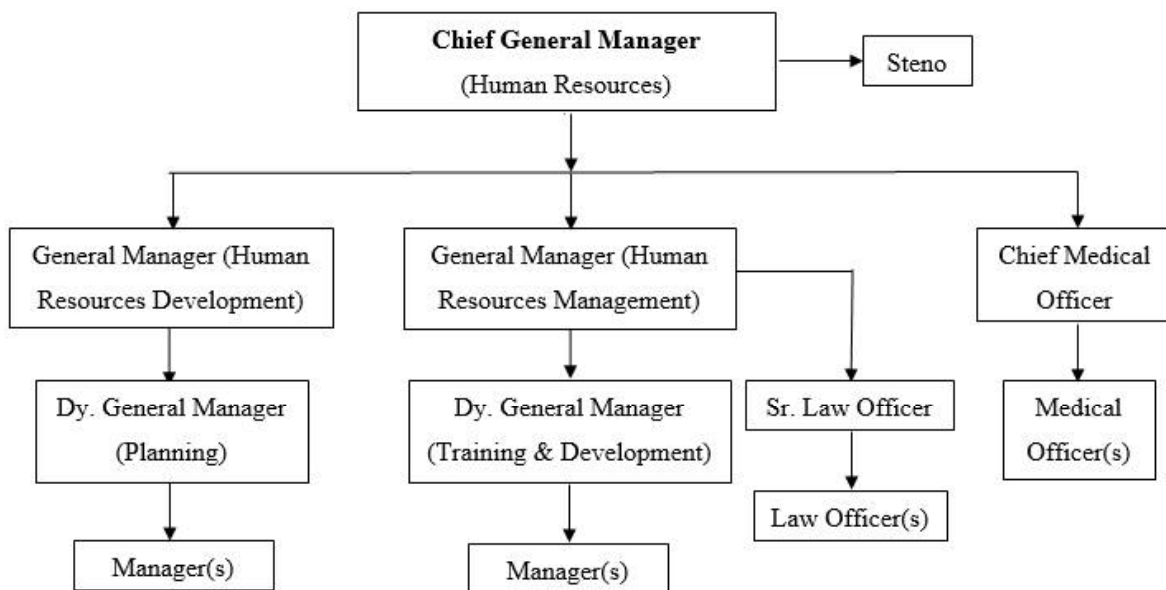 Chief General Manager
(Human Resources)
Steno
General Manager (Human
Resources Development)
General Manager (Human
Resources Management)
Chief Medical
Officer
Dy. General Manager
(Planning)
Dy. General Manager
(Training & Development)
Sr. Law Officer
Medical
Officer(s)
Law Officer(s)
Manager(s)
Manager(s)